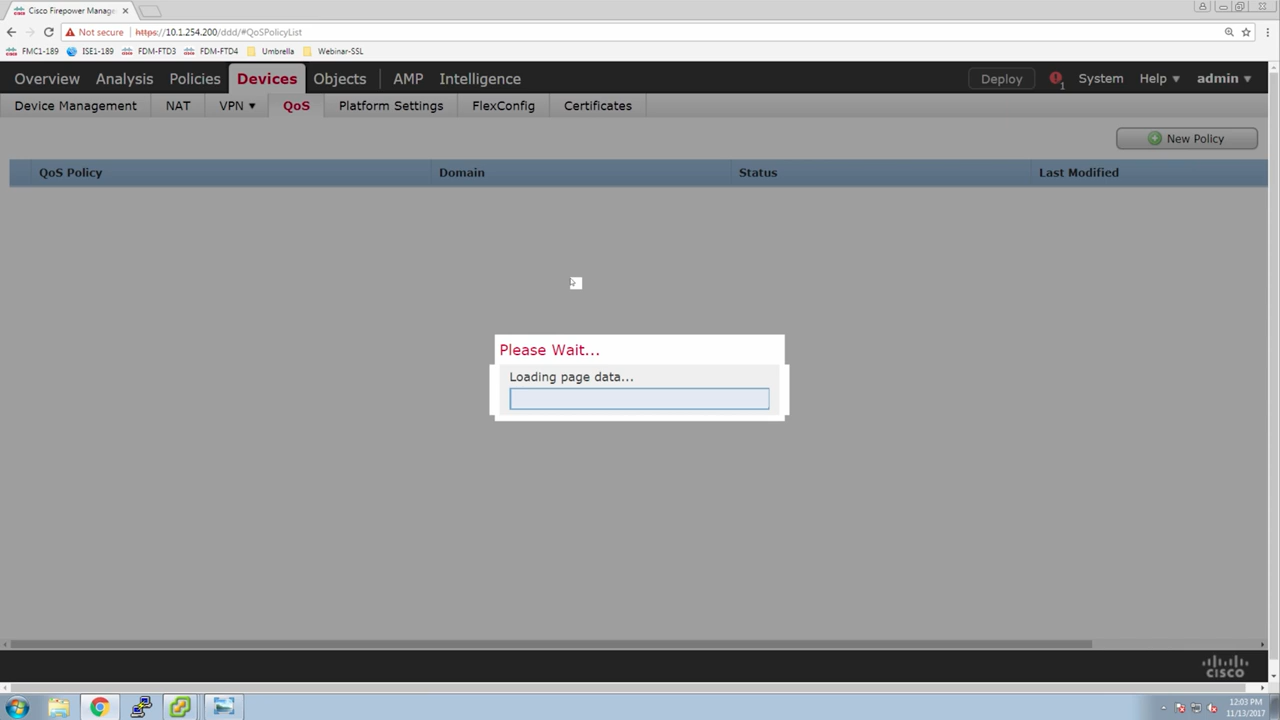 Cisco Firepower Manage
Not secure https://10.1.254.200/ddd/#QoSPolicyList
FMC1-189 ISE1-189 FDM-FTD3 FDM-FTD4 Umbrella Webinar-SSL
Overview Analysis Policies Devices Objects AMP Intelligence Deploy 1 System Help admin
Device Management NAT VPN QoS Platform Settings FlexConfig Certificates
New Policy
QoS Policy Domain Status Last Modified
Please Wait...
Loading page data...
CISCO
12:03 PM
11/13/2017